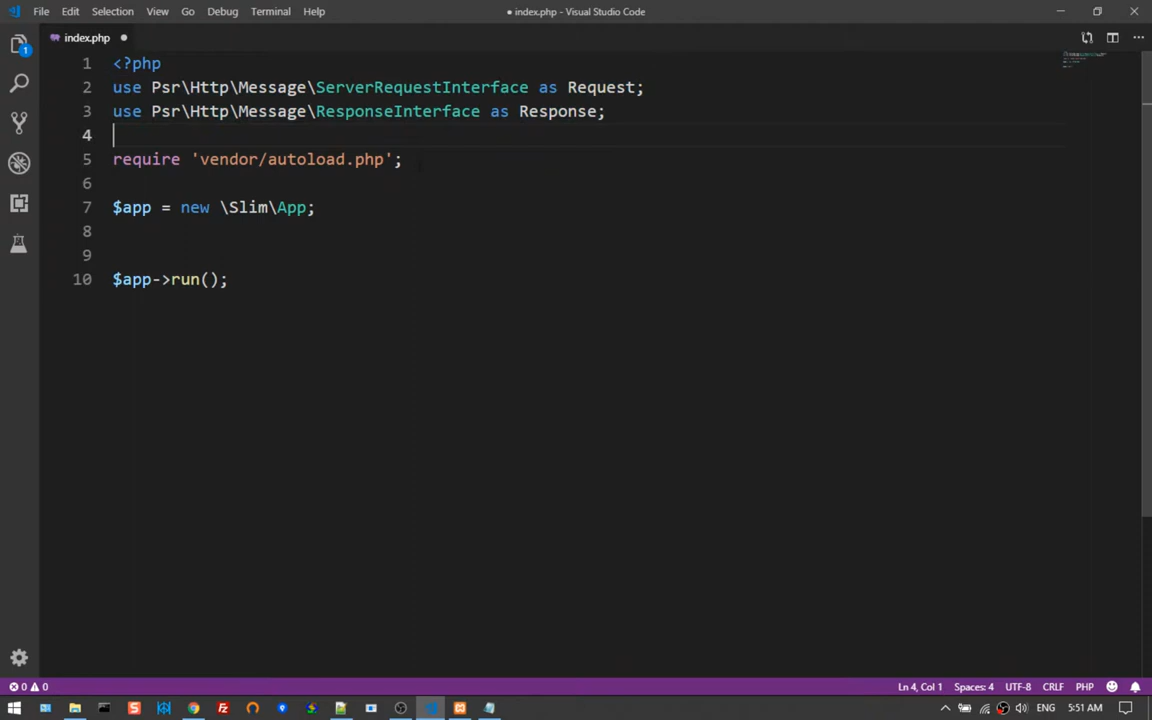 File Edit Selection View Go Debug Terminal Help
● index.php - Visual Studio Code
index.php ●
1 <?php
2 use Psr\Http\Message\ServerRequestInterface as Request;
3 use Psr\Http\Message\ResponseInterface as Response;
4
5 require 'vendor/autoload.php';
6
7 $app = new \Slim\App;
8
9
10 $app->run();
1
0 0
Ln 4, Col 1 Spaces: 4 UTF-8 CRLF PHP
ENG 5:51 AM